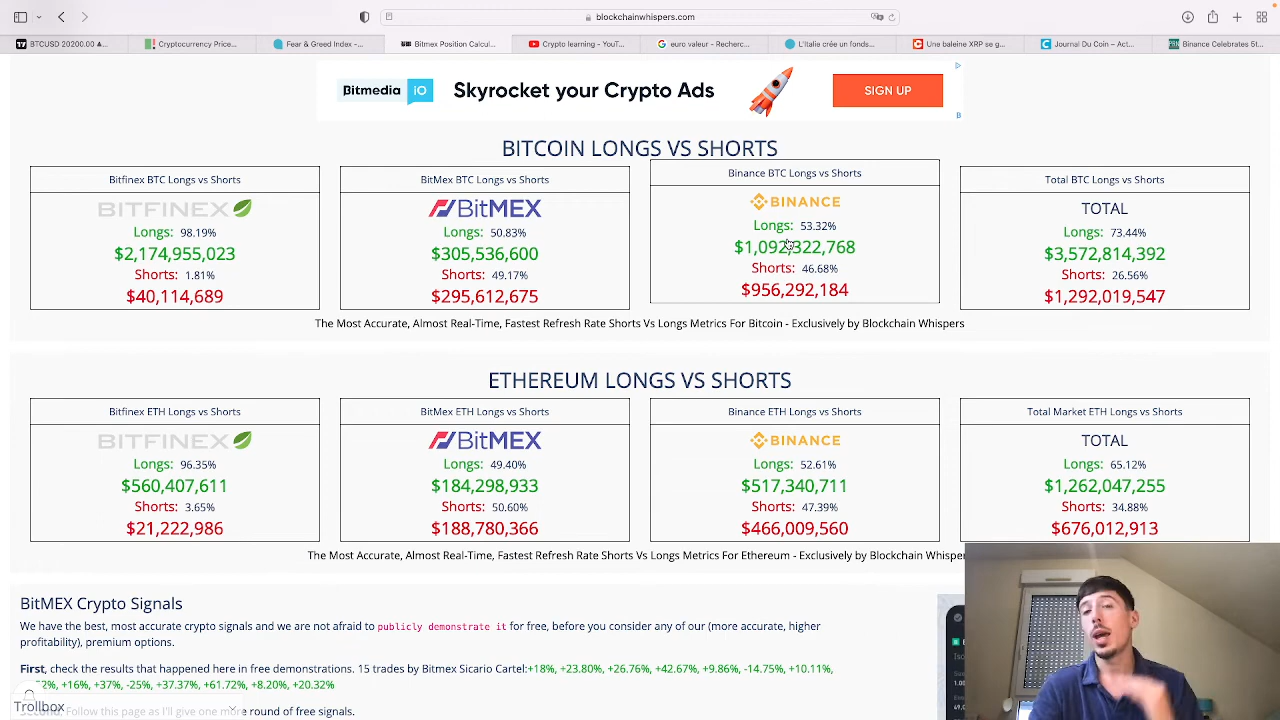 blockchainwhispers.com
BTCUSD 20200.00
Cryptocurrency Price...
Fear & Greed Index -...
Bitmex Position Calcul...
Crypto learning - YouT...
euro valeur - Recherc...
L'Italie crée un fonds...
Une baleine XRP se g...
Journal Du Coin – Act...
Binance Celebrates 5t...
Bitmedia iO
Skyrocket your Crypto Ads
SIGN UP
BITCOIN LONGS VS SHORTS
Bitfinex BTC Longs vs Shorts
BITFINEX
Longs: 98.19%
$2,174,955,023
Shorts: 1.81%
$40,114,689
BitMex BTC Longs vs Shorts
BitMEX
Longs: 50.83%
$305,536,600
Shorts: 49.17%
$295,612,675
Binance BTC Longs vs Shorts
BINANCE
Longs: 53.32%
$1,092,322,768
Shorts: 46.68%
$956,292,184
Total BTC Longs vs Shorts
TOTAL
Longs: 73.44%
$3,572,814,392
Shorts: 26.56%
$1,292,019,547
The Most Accurate, Almost Real-Time, Fastest Refresh Rate Shorts Vs Longs Metrics For Bitcoin - Exclusively by Blockchain Whispers
ETHEREUM LONGS VS SHORTS
Bitfinex ETH Longs vs Shorts
BITFINEX
Longs: 96.35%
$560,407,611
Shorts: 3.65%
$21,222,986
BitMex ETH Longs vs Shorts
BitMEX
Longs: 49.40%
$184,298,933
Shorts: 50.60%
$188,780,366
Binance ETH Longs vs Shorts
BINANCE
Longs: 52.61%
$517,340,711
Shorts: 47.39%
$466,009,560
Total Market ETH Longs vs Shorts
TOTAL
Longs: 65.12%
$1,262,047,255
Shorts: 34.88%
$676,012,913
The Most Accurate, Almost Real-Time, Fastest Refresh Rate Shorts Vs Longs Metrics For Ethereum - Exclusively by Blockchain Whisper
BitMEX Crypto Signals
We have the best, most accurate crypto signals and we are not afraid to publicly demonstrate it for free, before you consider any of our (more accurate, higher
profitability), premium options.
First, check the results that happened here in free demonstrations. 15 trades by Bitmex Sicario Cartel:+18%, +23.80%, +26.76%, +42.67%, +9.86%, -14.75%, +10.11%,
+16%, +37%, -25%, +37.37%, +61.72%, +8.20%, +20.32%
Trollbox
Follow this page as I'll give one more round of free signals.